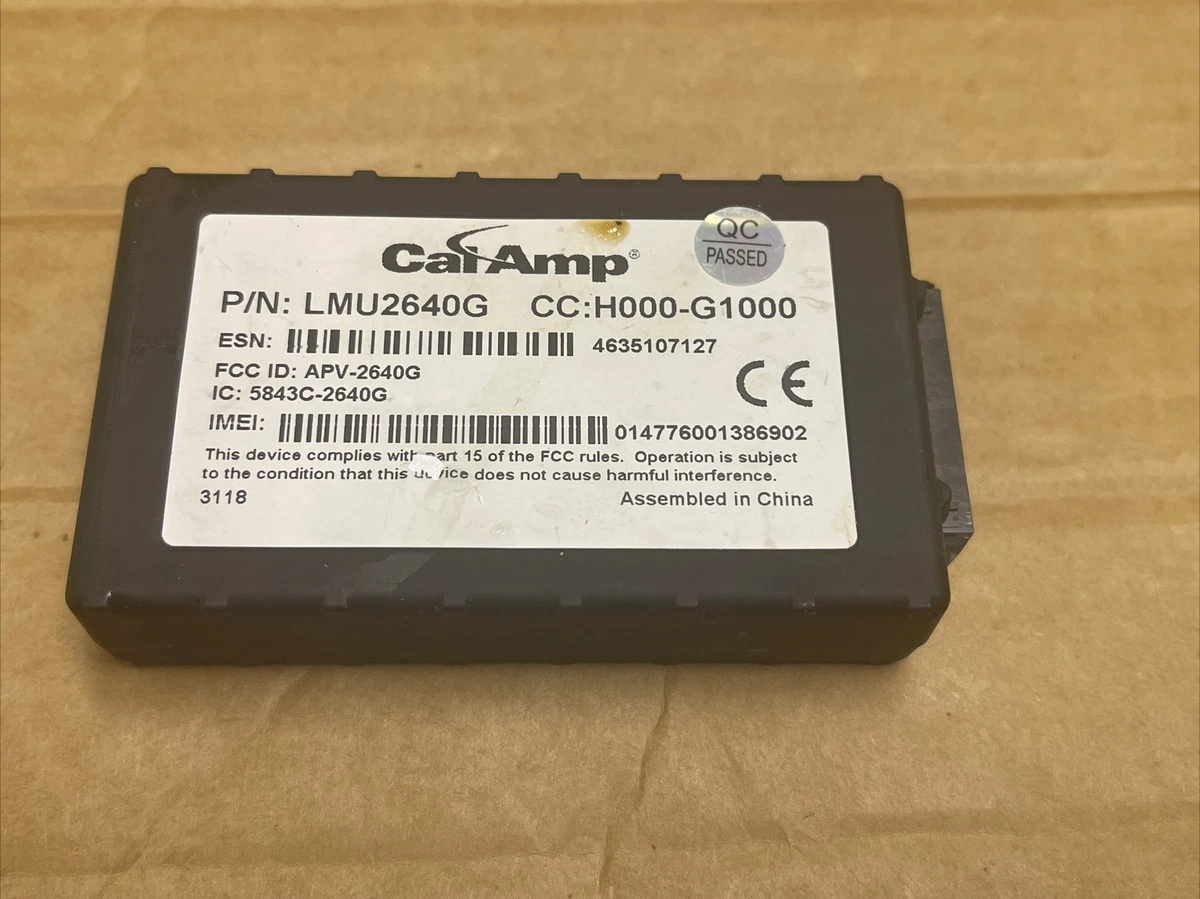 CalAmp®
QC
PASSED
P/N: LMU2640G CC:H000-G1000
ESN: 4635107127
FCC ID: APV-2640G
IC: 5843C-2640G
CE
IMEI: 014776001386902
This device complies with part 15 of the FCC rules. Operation is subject
to the condition that this device does not cause harmful interference.
3118 Assembled in China